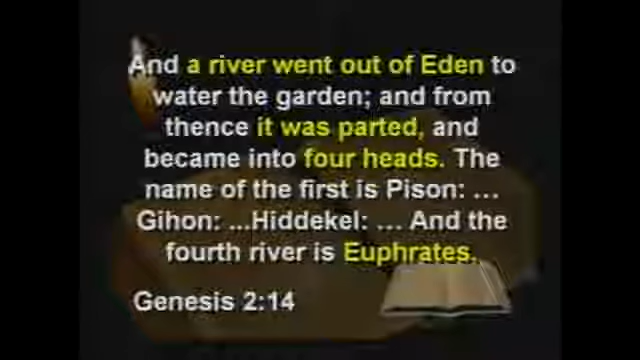 And a river went out of Eden to
water the garden; and from
thence it was parted, and
became into four heads. The
name of the first is Pison: ...
Gihon: ...Hiddekel: ... And the
fourth river is Euphrates.
Genesis 2:14